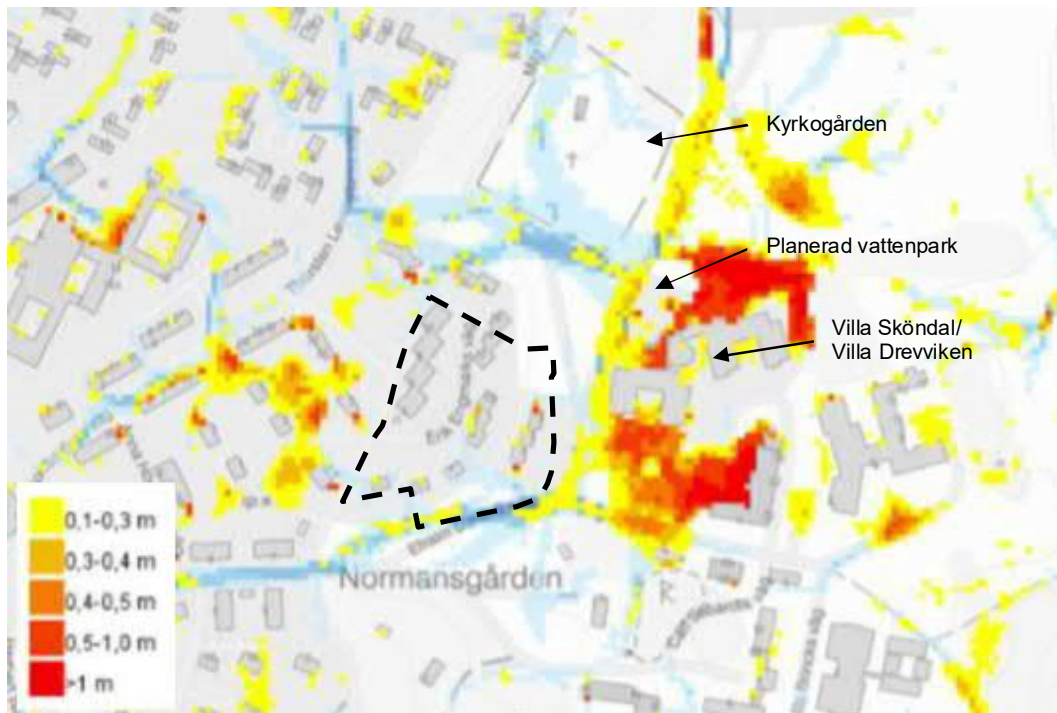 Kyrkogården
Planerad vattenpark
Villa Sköndal/
Villa Drevviken
Normansgården
0,1-0,3 m
0,3-0,4 m
0,4-0,5 m
0,5-1,0 m
>1 m